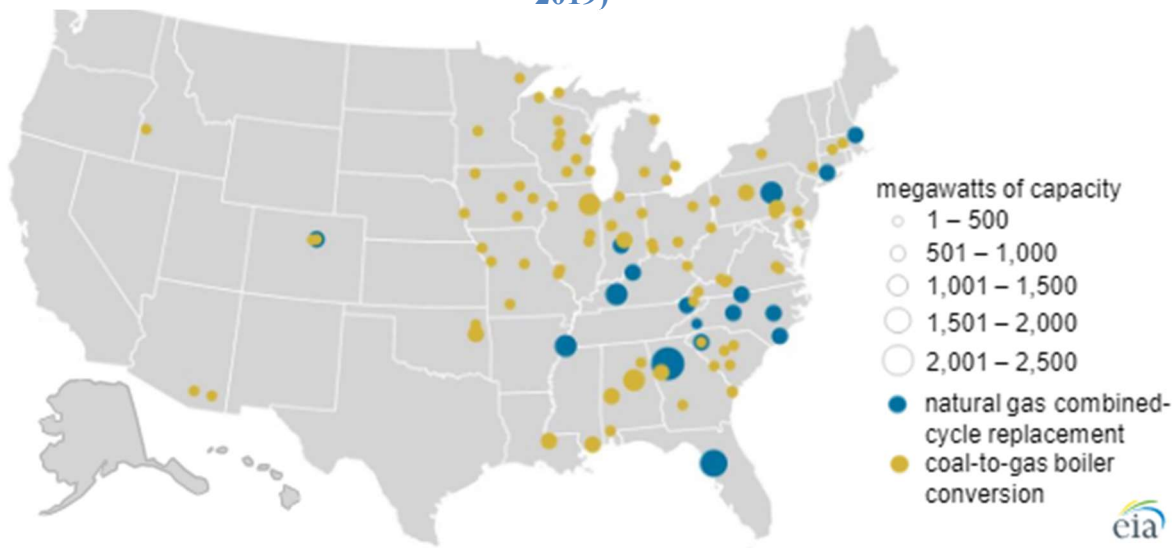 2019)
megawatts of capacity
1 – 500
501 – 1,000
1,001 – 1,500
1,501 – 2,000
2,001 – 2,500
natural gas combined-
cycle replacement
coal-to-gas boiler
conversion
eia